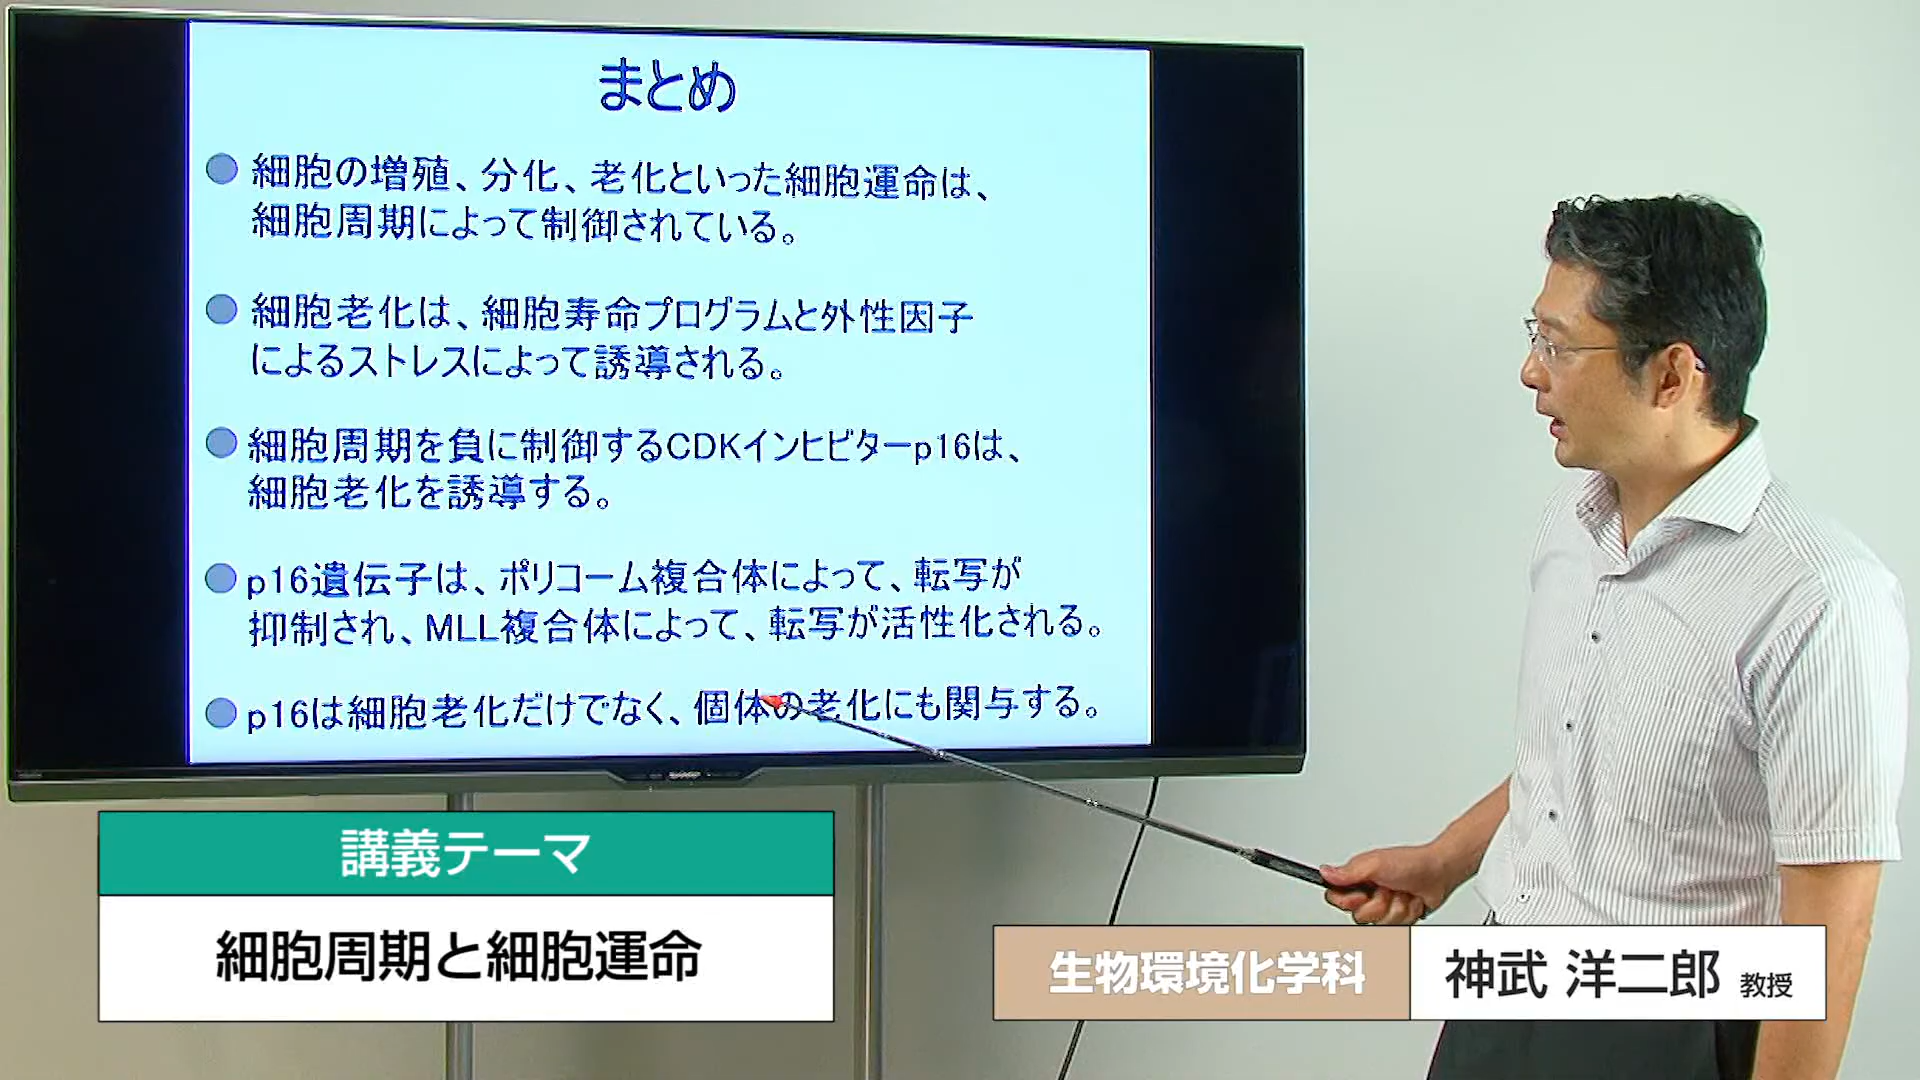 まとめ
細胞の増殖、分化、老化といった細胞運命は、
細胞周期によって制御されている。
細胞老化は、細胞寿命プログラムと外性因子
によるストレスによって誘導される。
細胞周期を負に制御するCDKインヒビターp16は、
細胞老化を誘導する。
p16遺伝子は、ポリコーム複合体によって、転写が
抑制され、MLL複合体によって、転写が活性化される。
p16は細胞老化だけでなく、個体の老化にも関与する。
SHARP
講義テーマ
細胞周期と細胞運命
生物環境化学科
神武 洋二郎 教授